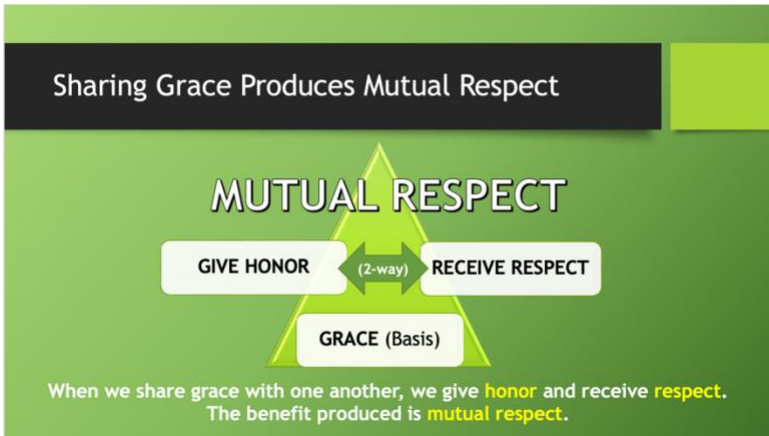 Sharing Grace Produces Mutual Respect
MUTUAL RESPECT
GIVE HONOR
(2-way)
RECEIVE RESPECT
GRACE (Basis)
When we share grace with one another, we give honor and receive respect.
The benefit produced is mutual respect.